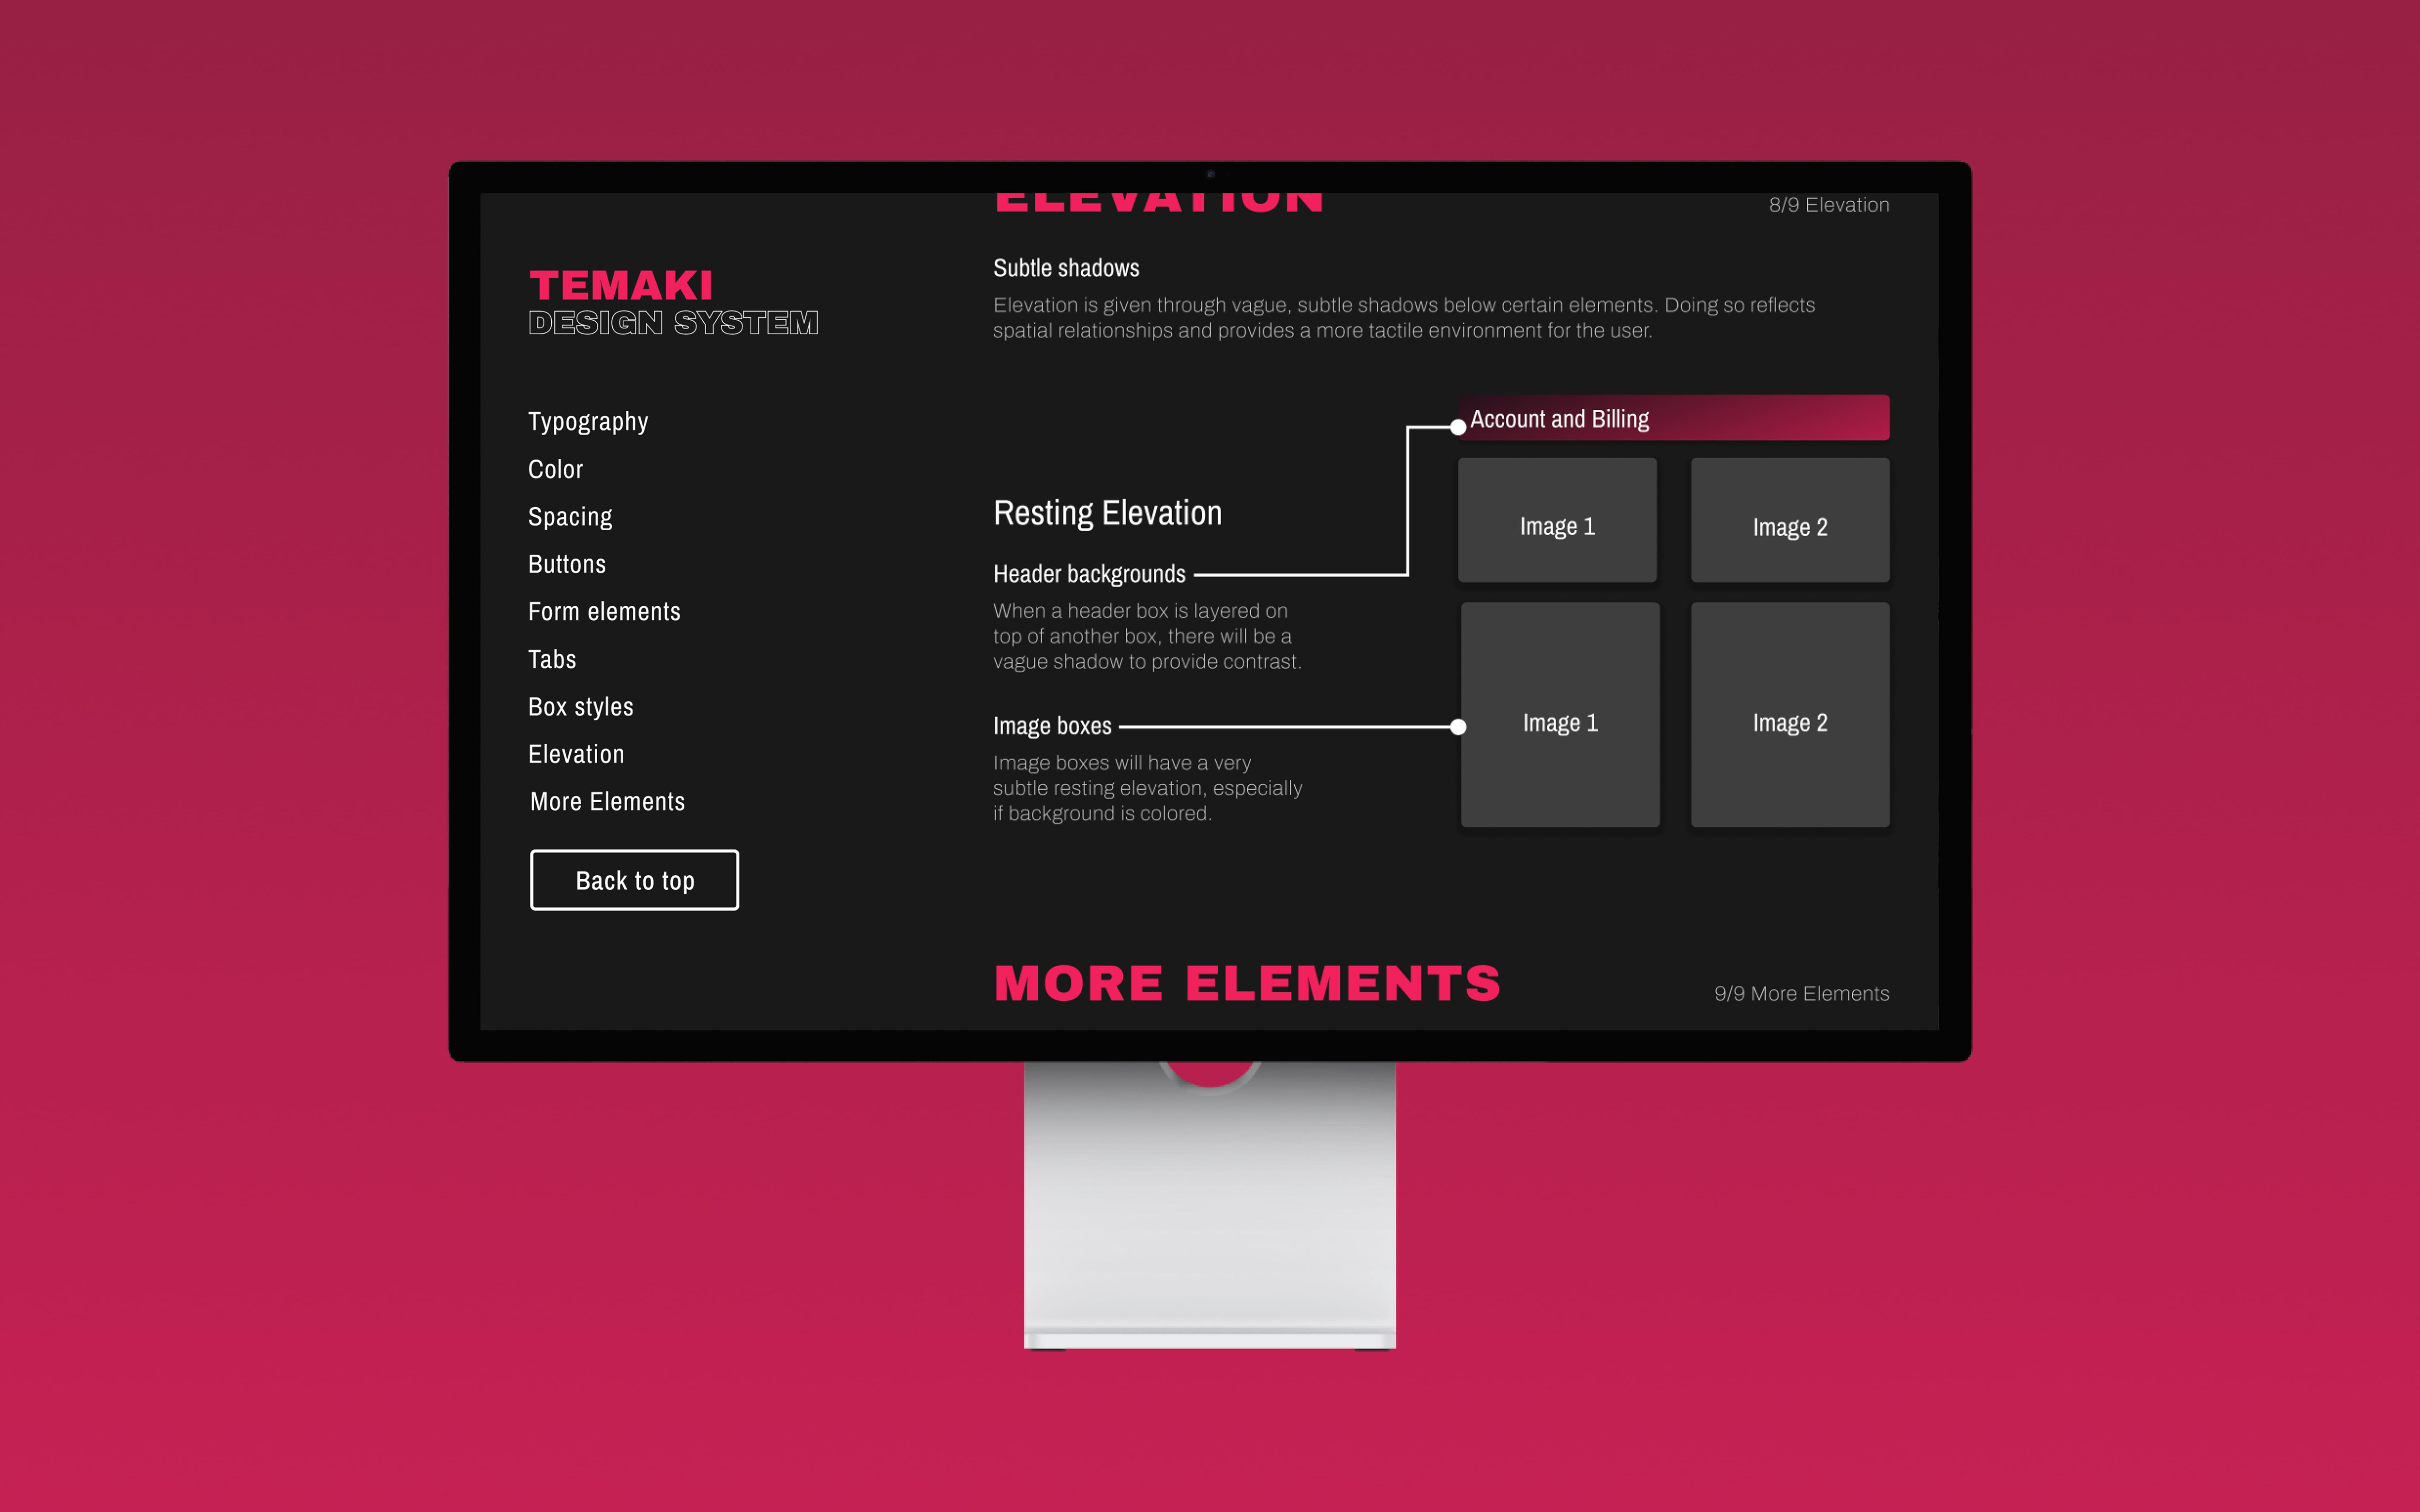 ELEVATION
8/9 Elevation
TEMAKI
DESIGN SYSTEM
Typography
Color
Spacing
Buttons
Form elements
Tabs
Box styles
Elevation
More Elements
Back to top
Subtle shadows
Elevation is given through vague, subtle shadows below certain elements. Doing so reflects
spatial relationships and provides a more tactile environment for the user.
Resting Elevation
Header backgrounds
When a header box is layered on
top of another box, there will be a
vague shadow to provide contrast.
Image boxes
Image boxes will have a very
subtle resting elevation, especially
if background is colored.
Account and Billing
Image 1
Image 2
Image 1
Image 2
MORE ELEMENTS
9/9 More Elements